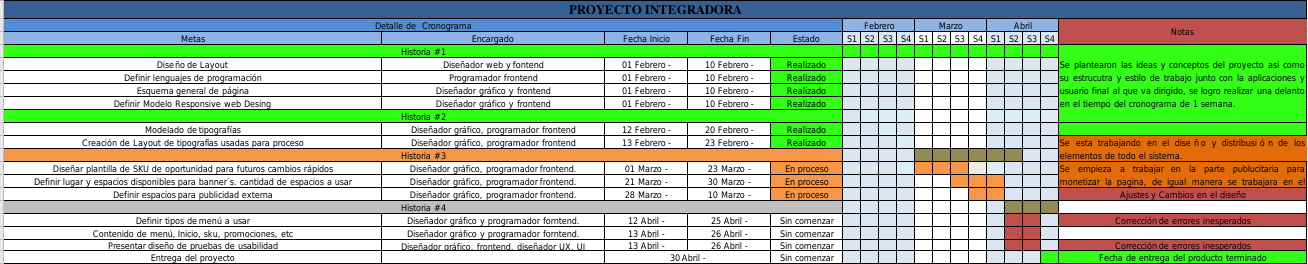 PROYECTO INTEGRADORA
Detalle de Cronograma Febrero Marzo Abril Notas
Metas Encargado Fecha Inicio Fecha Fin Estado S1 S2 S3 S4 S1 S2 S3 S4 S1 S2 S3 S4
Historia #1
Diseño de Layout Diseñador web y fontend 01 Febrero - 10 Febrero - Realizado Se plantearon las ideas y conceptos del proyecto asi como
Definir lenguajes de programación Programador frontend 01 Febrero - 10 Febrero - Realizado su estrucutra y estilo de trabajo junto con la aplicaciones y
Esquema general de página Diseñador gráfico y frontend 01 Febrero - 10 Febrero - Realizado usuario final al que va dirigido, se logro realizar una delanto
Definir Modelo Responsive web Desing Diseñador gráfico y frontend 01 Febrero - 10 Febrero - Realizado en el tiempo del cronograma de 1 semana.
Historia #2
Modelado de tipografías Diseñador gráfico, programador frontend 12 Febrero - 20 Febrero - Realizado
Creación de Layout de tipografías usadas para proceso Diseñador gráfico, programador frontend 13 Febrero - 23 Febrero - Realizado Se esta trabajando en el diseño y distribusión de los
Historia #3 elementos de todo el sistema.
Diseñar plantilla de SKU de oportunidad para futuros cambios rápidos Diseñador gráfico, programador frontend. 01 Marzo - 23 Marzo - En proceso Se empieza a trabajar en la parte publucitaria para
Definir lugar y espacios disponibles para banner´s. cantidad de espacios a usar Diseñador gráfico, programador frontend. 21 Marzo - 30 Marzo - En proceso monetizar la pagina, de igual manera se trabajara en el
Definir espacios para publicidad externa Diseñador gráfico y programador frontend 28 Marzo - 10 Marzo - En proceso Ajustes y Cambios en el diseño
Historia #4
Definir tipos de menú a usar Diseñador gráfico y programador forntend. 12 Abril - 25 Abril - Sin comenzar Corrección de errores inesperados
Contenido de menú, Inicio, sku, promociones, etc Diseñador gráfico y programador forntend. 13 Abril - 26 Abril - Sin comenzar
Presentar diseño de pruebas de usabilidad Diseñador gráfico, frontend, diseñador UX, UI 13 Abril - 26 Abril - Sin comenzar Corrección de errores inesperados
Entrega del proyecto 30 Abril - Sin comenzar Fecha de entrega del producto terminado